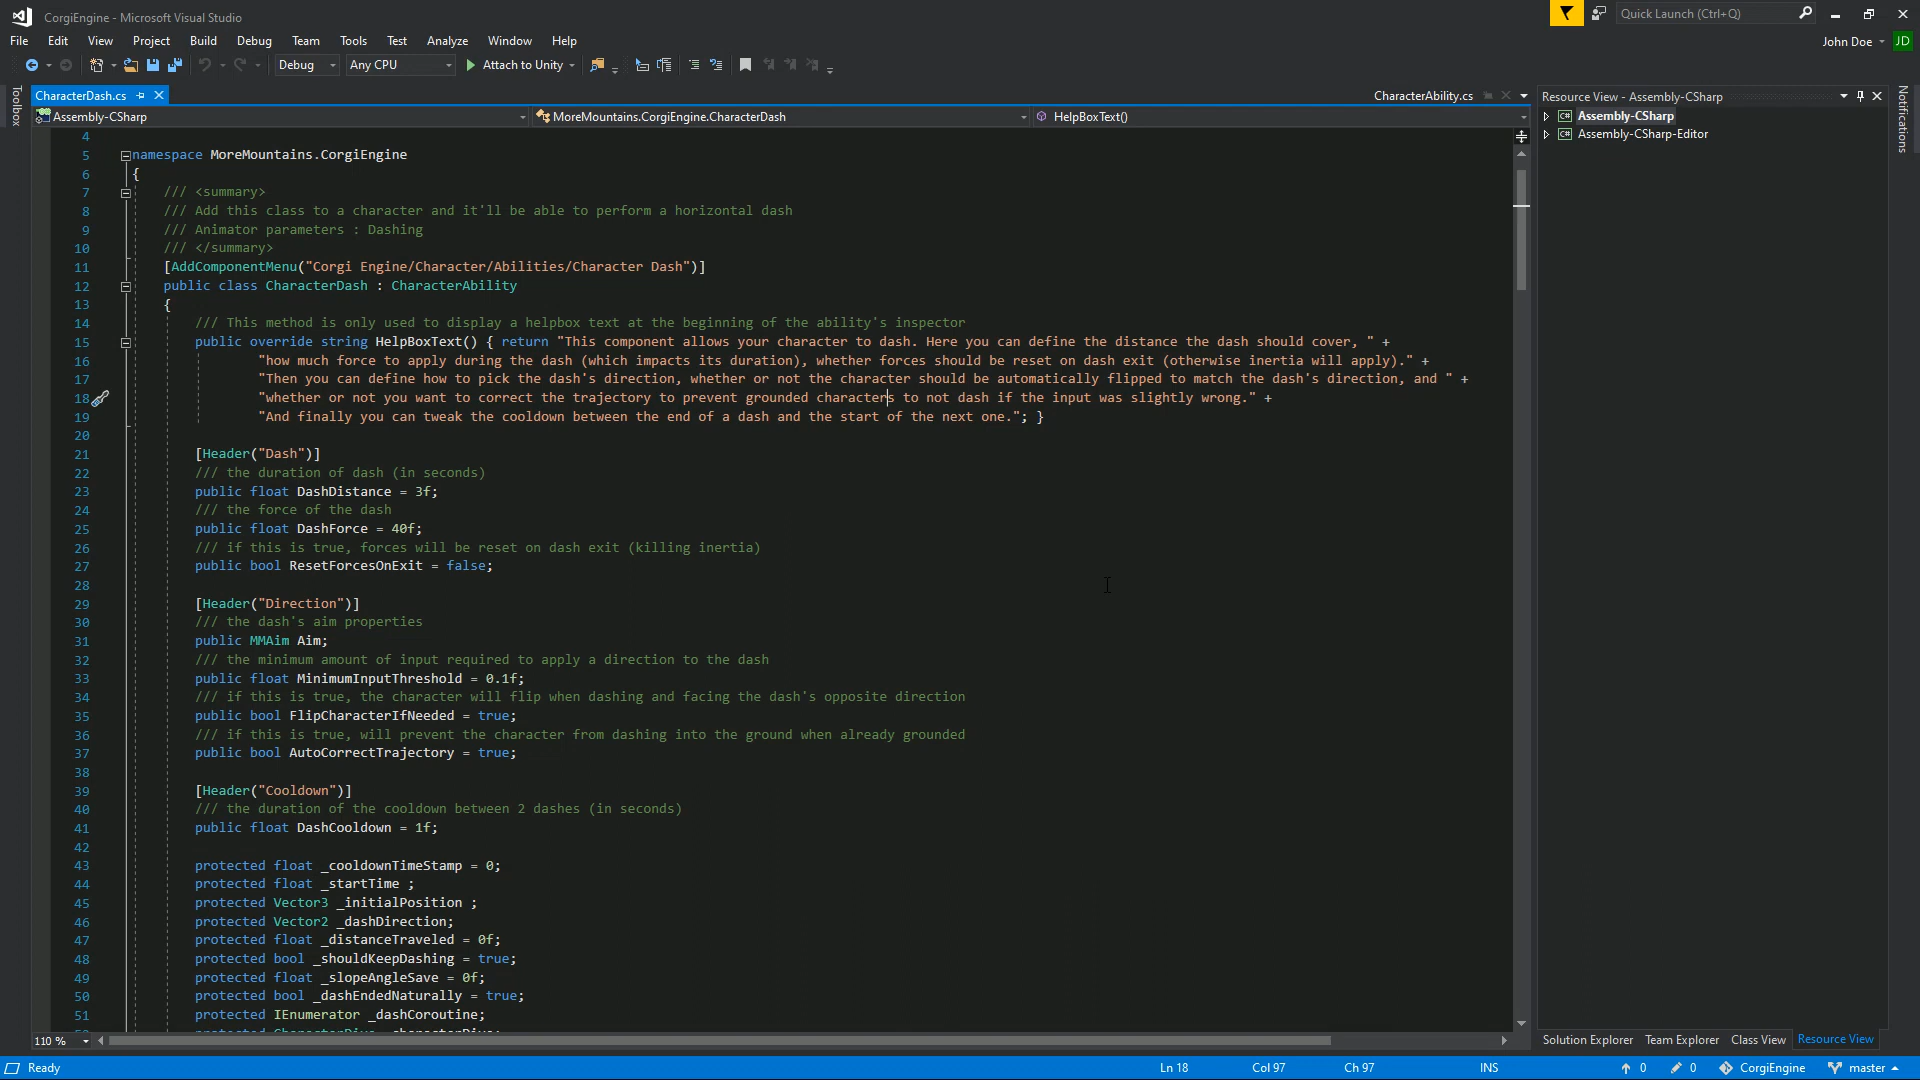 CorgiEngine - Microsoft Visual Studio
Quick Launch (Ctrl+Q)
File Edit View Project Build Debug Team Tools Test Analyze Window Help
John Doe JD
Debug Any CPU Attach to Unity
Toolbox
CharacterDash.cs
CharacterAbility.cs
Resource View - Assembly-CSharp
Notifications
Assembly-CSharp MoreMountains.CorgiEngine.CharacterDash HelpBoxText()
Assembly-CSharp
Assembly-CSharp-Editor
4
5 namespace MoreMountains.CorgiEngine
6 {
7 /// <summary>
8 /// Add this class to a character and it'll be able to perform a horizontal dash
9 /// Animator parameters : Dashing
10 /// </summary>
11 [AddComponentMenu("Corgi Engine/Character/Abilities/Character Dash")]
12 public class CharacterDash : CharacterAbility
13 {
14 /// This method is only used to display a helpbox text at the beginning of the ability's inspector
15 public override string HelpBoxText() { return "This component allows your character to dash. Here you can define the distance the dash should cover, " +
16 "how much force to apply during the dash (which impacts its duration), whether forces should be reset on dash exit (otherwise inertia will apply)." +
17 "Then you can define how to pick the dash's direction, whether or not the character should be automatically flipped to match the dash's direction, and " +
18 "whether or not you want to correct the trajectory to prevent grounded characters to not dash if the input was slightly wrong." +
19 "And finally you can tweak the cooldown between the end of a dash and the start of the next one."; }
20
21 [Header("Dash")]
22 /// the duration of dash (in seconds)
23 public float DashDistance = 3f;
24 /// the force of the dash
25 public float DashForce = 40f;
26 /// if this is true, forces will be reset on dash exit (killing inertia)
27 public bool ResetForcesOnExit = false;
28
29 [Header("Direction")]
30 /// the dash's aim properties
31 public MMAim Aim;
32 /// the minimum amount of input required to apply a direction to the dash
33 public float MinimumInputThreshold = 0.1f;
34 /// if this is true, the character will flip when dashing and facing the dash's opposite direction
35 public bool FlipCharacterIfNeeded = true;
36 /// if this is true, will prevent the character from dashing into the ground when already grounded
37 public bool AutoCorrectTrajectory = true;
38
39 [Header("Cooldown")]
40 /// the duration of the cooldown between 2 dashes (in seconds)
41 public float DashCooldown = 1f;
42
43 protected float _cooldownTimeStamp = 0;
44 protected float _startTime ;
45 protected Vector3 _initialPosition ;
46 protected Vector2 _dashDirection;
47 protected float _distanceTraveled = 0f;
48 protected bool _shouldKeepDashing = true;
49 protected float _slopeAngleSave = 0f;
50 protected bool _dashEndedNaturally = true;
51 protected IEnumerator _dashCoroutine;
110 %
Solution Explorer Team Explorer Class View Resource View
Ready Ln 18 Col 97 Ch 97 INS 0 0 CorgiEngine master